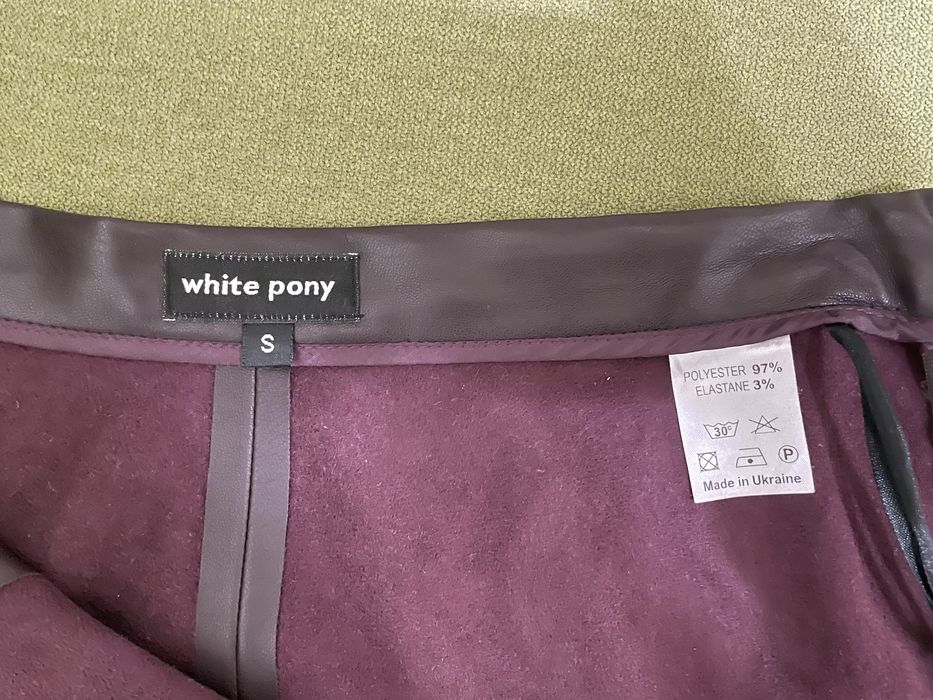 white pony
S
POLYESTER 97%
ELASTANE 3%
30°
P
Made in Ukraine